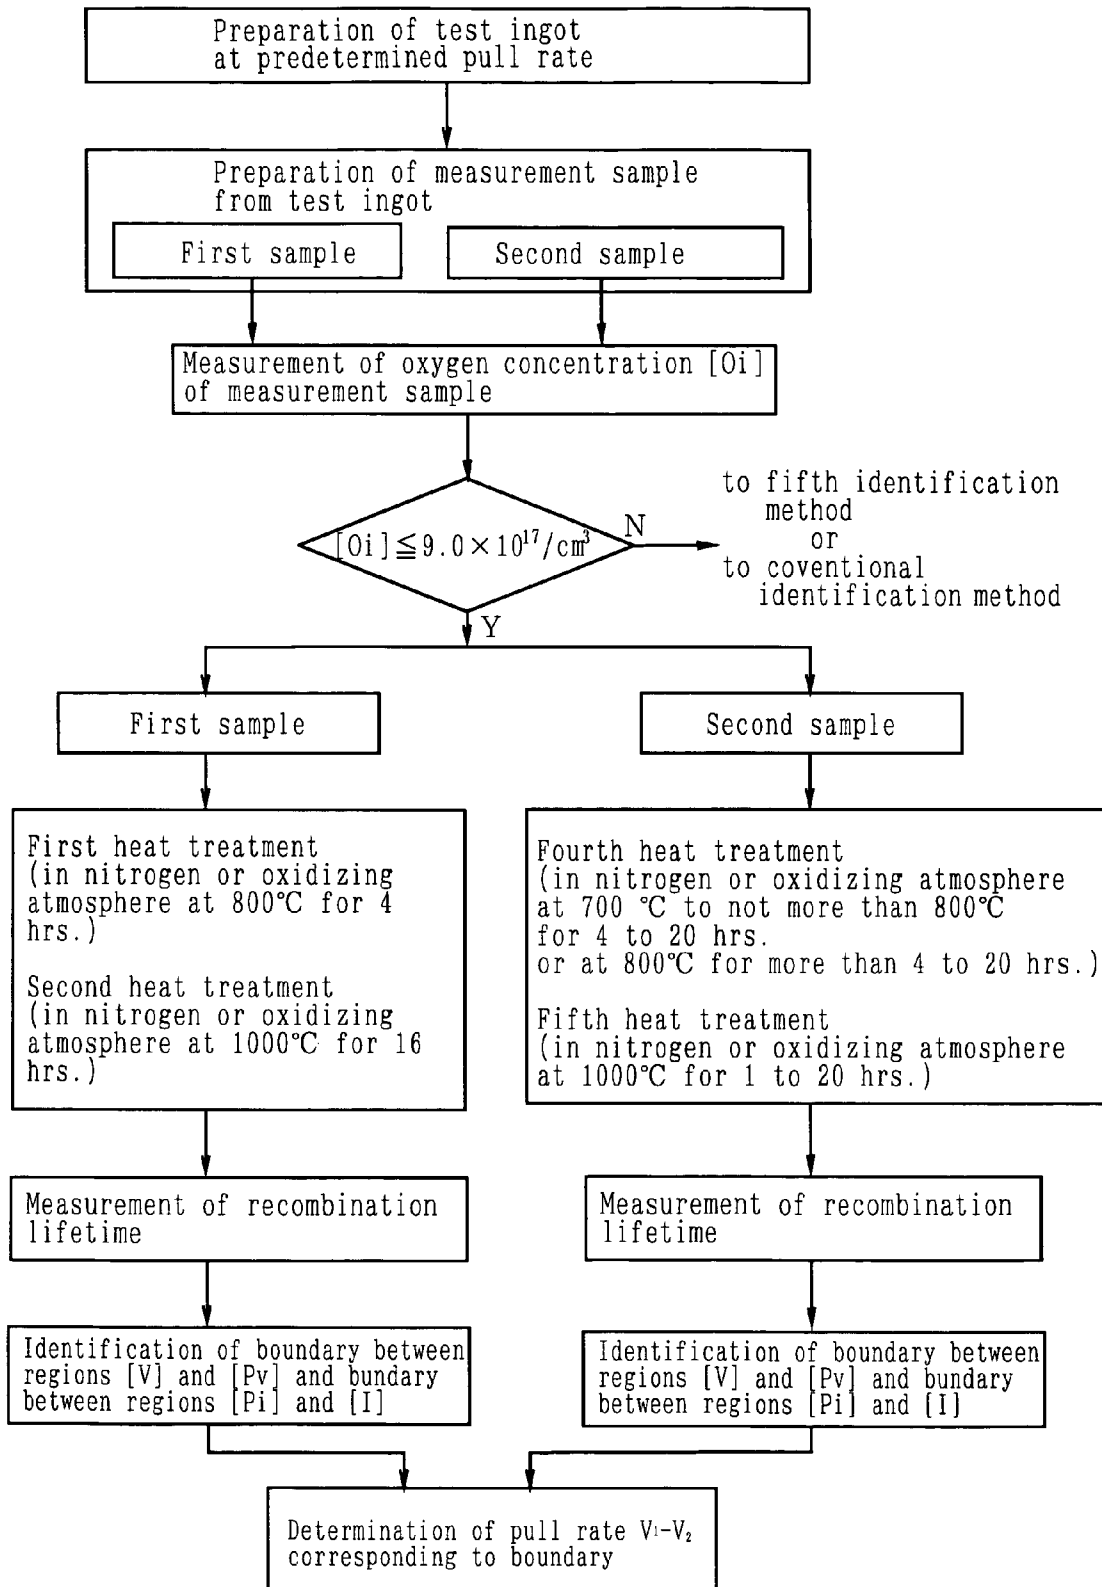 Preparation of test ingot
at predetermined pull rate
Preparation of measurement sample
from test ingot
First sample
Second sample
Measurement of oxygen concentration [Oi]
of measurement sample
[Oi]≦9.0×10¹⁷/cm³
N
to fifth identification
method
or
to coventional
identification method
Y
First sample
Second sample
First heat treatment
(in nitrogen or oxidizing
atmosphere at 800℃ for 4
hrs.)
Second heat treatment
(in nitrogen or oxidizing
atmosphere at 1000℃ for 16
hrs.)
Fourth heat treatment
(in nitrogen or oxidizing atmosphere
at 700 ℃ to not more than 800℃
for 4 to 20 hrs.
or at 800℃ for more than 4 to 20 hrs.)
Fifth heat treatment
(in nitrogen or oxidizing atmosphere
at 1000℃ for 1 to 20 hrs.)
Measurement of recombination
lifetime
Measurement of recombination
lifetime
Identification of boundary between
regions [V] and [Pv] and bundary
between regions [Pi] and [I]
Identification of boundary between
regions [V] and [Pv] and bundary
between regions [Pi] and [I]
Determination of pull rate V₁-V₂
corresponding to boundary